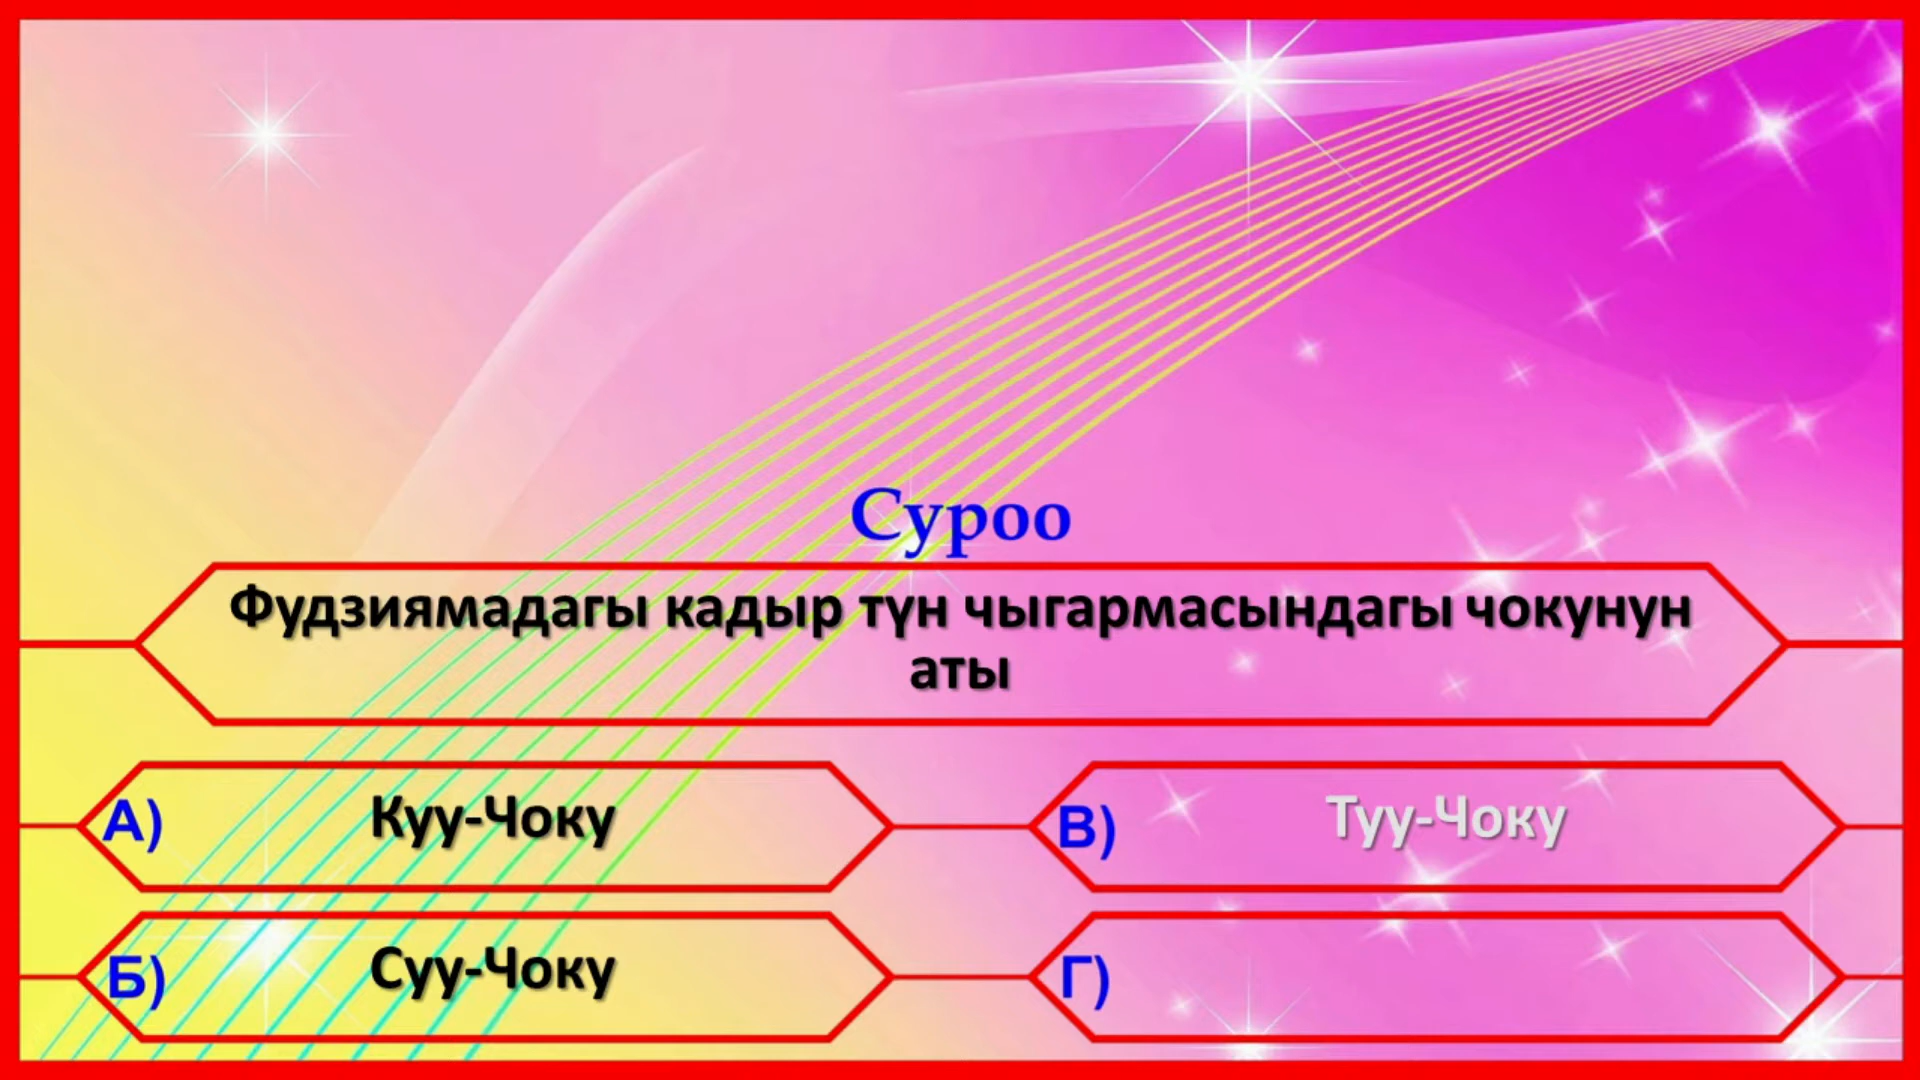 Суроо
Фудзиямадагы кадыр түн чыгармасындагы чокунун
аты
А) Куу-Чоку
В) Туу-Чоку
Б) Суу-Чоку
Г)